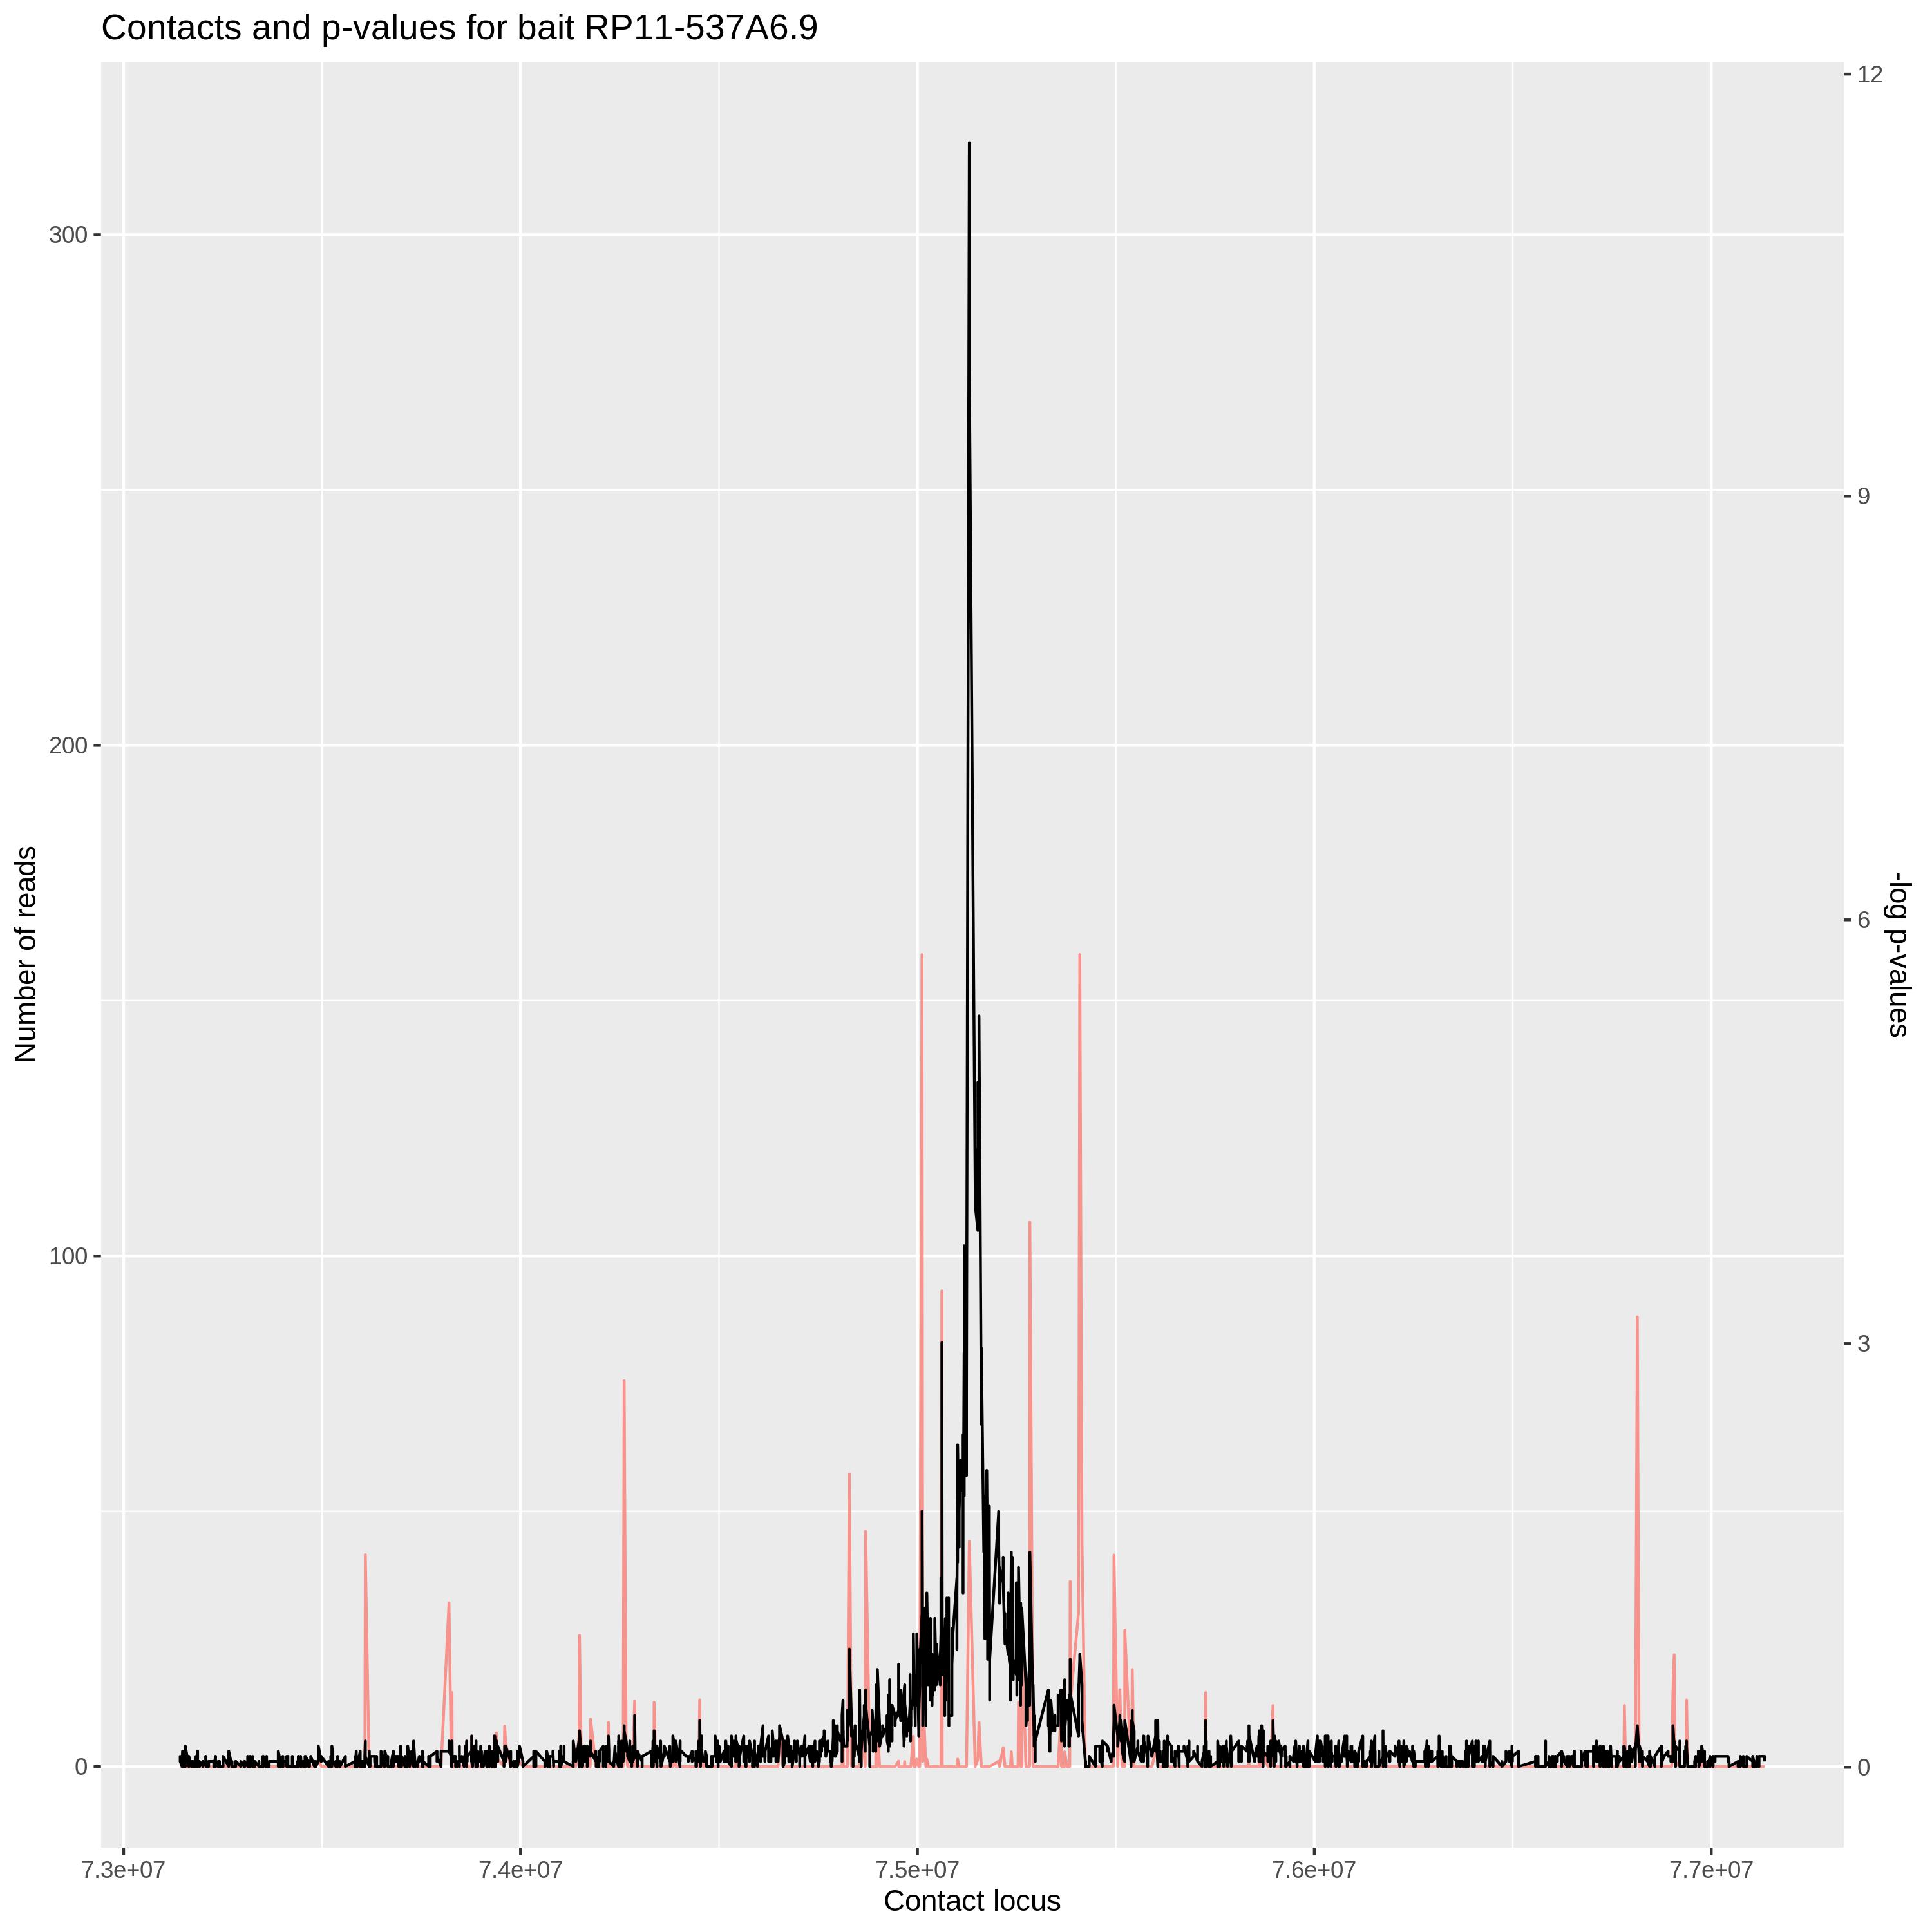 Contacts and p-values for bait RP11-537A6.9
12
300
9
200
Number of reads
-log p-values
6
100
3
0
0
7.3e+07 7.4e+07 7.5e+07 7.6e+07 7.7e+07
Contact locus